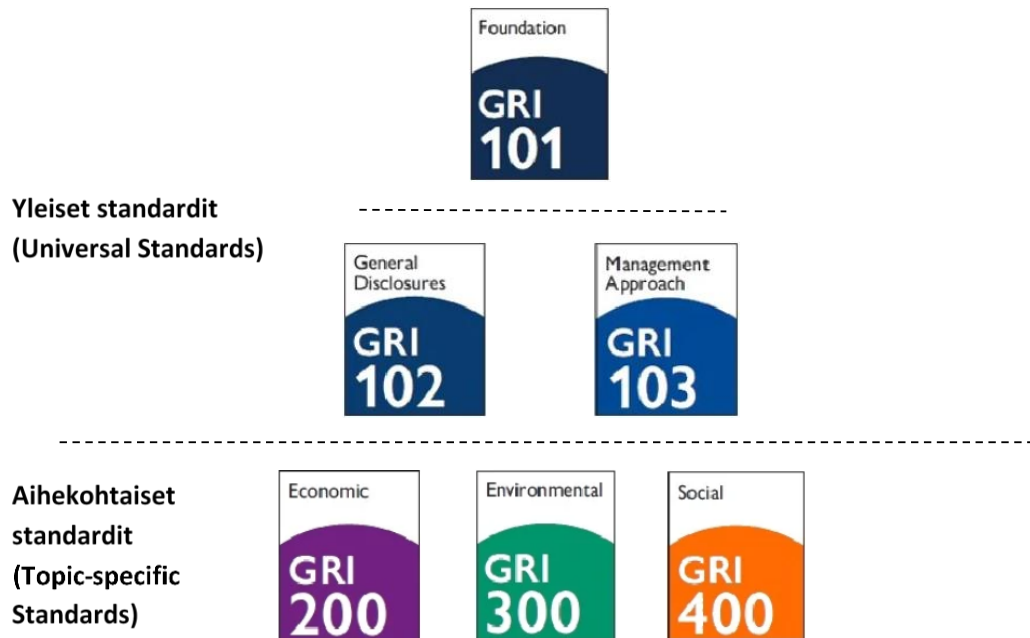 Foundation
GRI
101
Yleiset standardit
(Universal Standards)
General
Disclosures
GRI
102
Management
Approach
GRI
103
Aihekohtaiset
standardit
(Topic-specific
Standards)
Economic
GRI
200
Environmental
GRI
300
Social
GRI
400